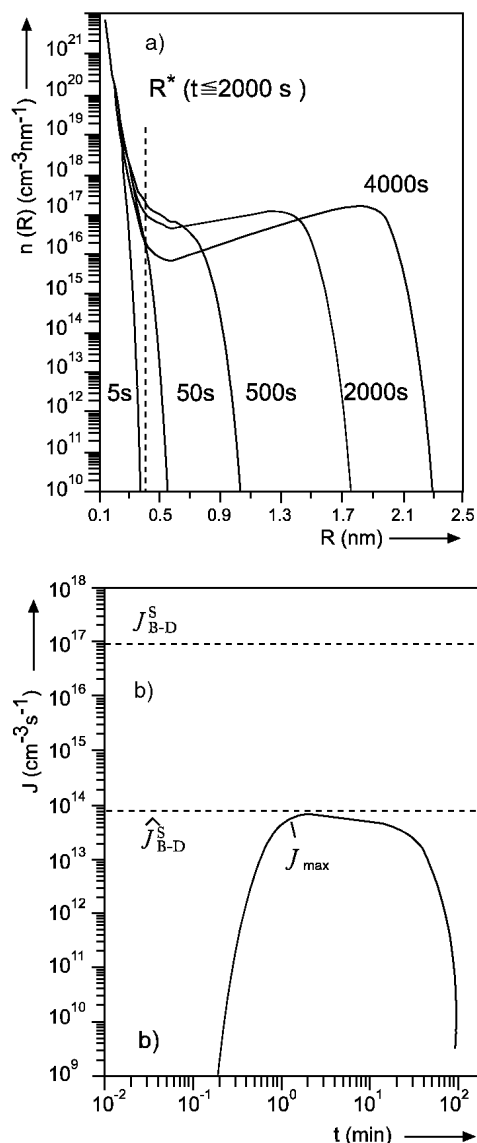 a)
R* (t≦2000 s )
n (R) (cm-3nm-1)
10²¹
10²⁰
10¹⁹
10¹⁸
10¹⁷
10¹⁶
10¹⁵
10¹⁴
10¹³
10¹²
10¹¹
10¹⁰
4000s
5s 50s 500s 2000s
0.1 0.5 0.9 1.3 1.7 2.1 2.5
R (nm)
J (cm-3s-1)
10¹⁸
10¹⁷
10¹⁶
10¹⁵
10¹⁴
10¹³
10¹²
10¹¹
10¹⁰
10⁹
J^S_B-D
b)
Ĵ^S_B-D
J max
b)
10⁻² 10⁻¹ 10⁰ 10¹ 10²
t (min)